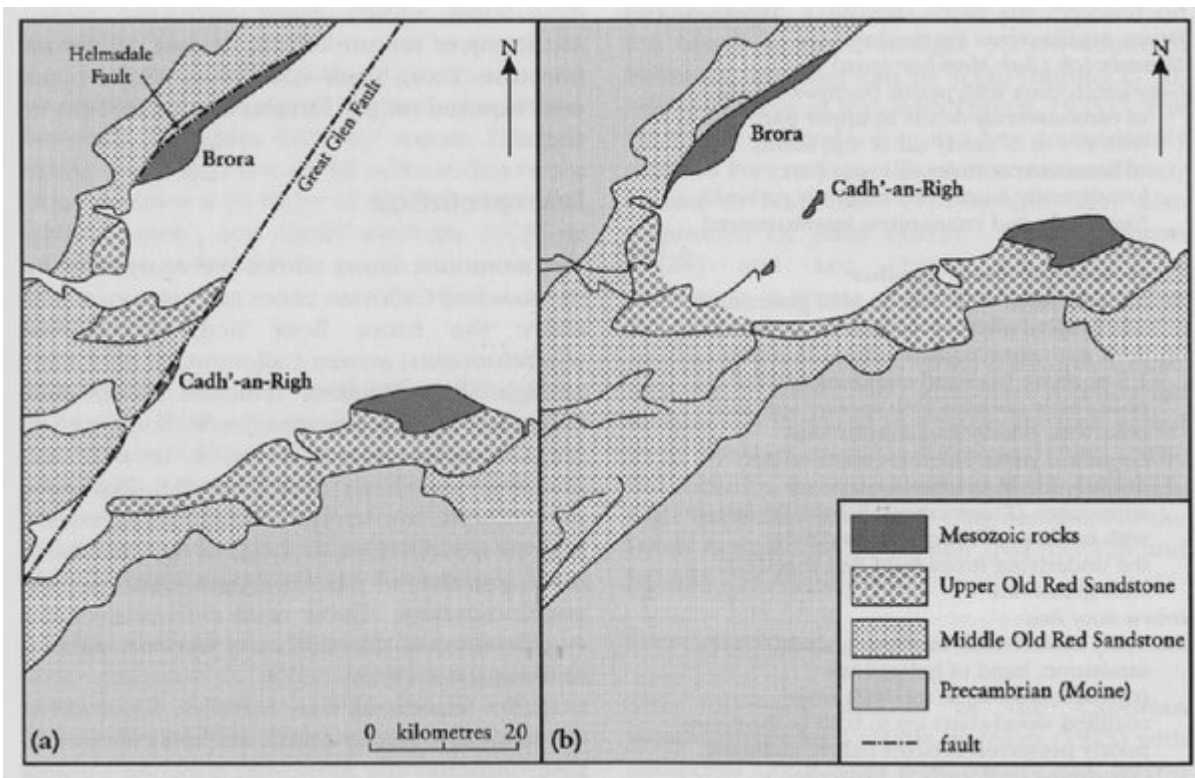 Helmsdale
Fault
Great Glen Fault
N
Brora
Cadh'-an-Righ
(a)
0 kilometres 20
N
Brora
Cadh'-an-Righ
(b)
Mesozoic rocks
Upper Old Red Sandstone
Middle Old Red Sandstone
Precambrian (Moine)
fault